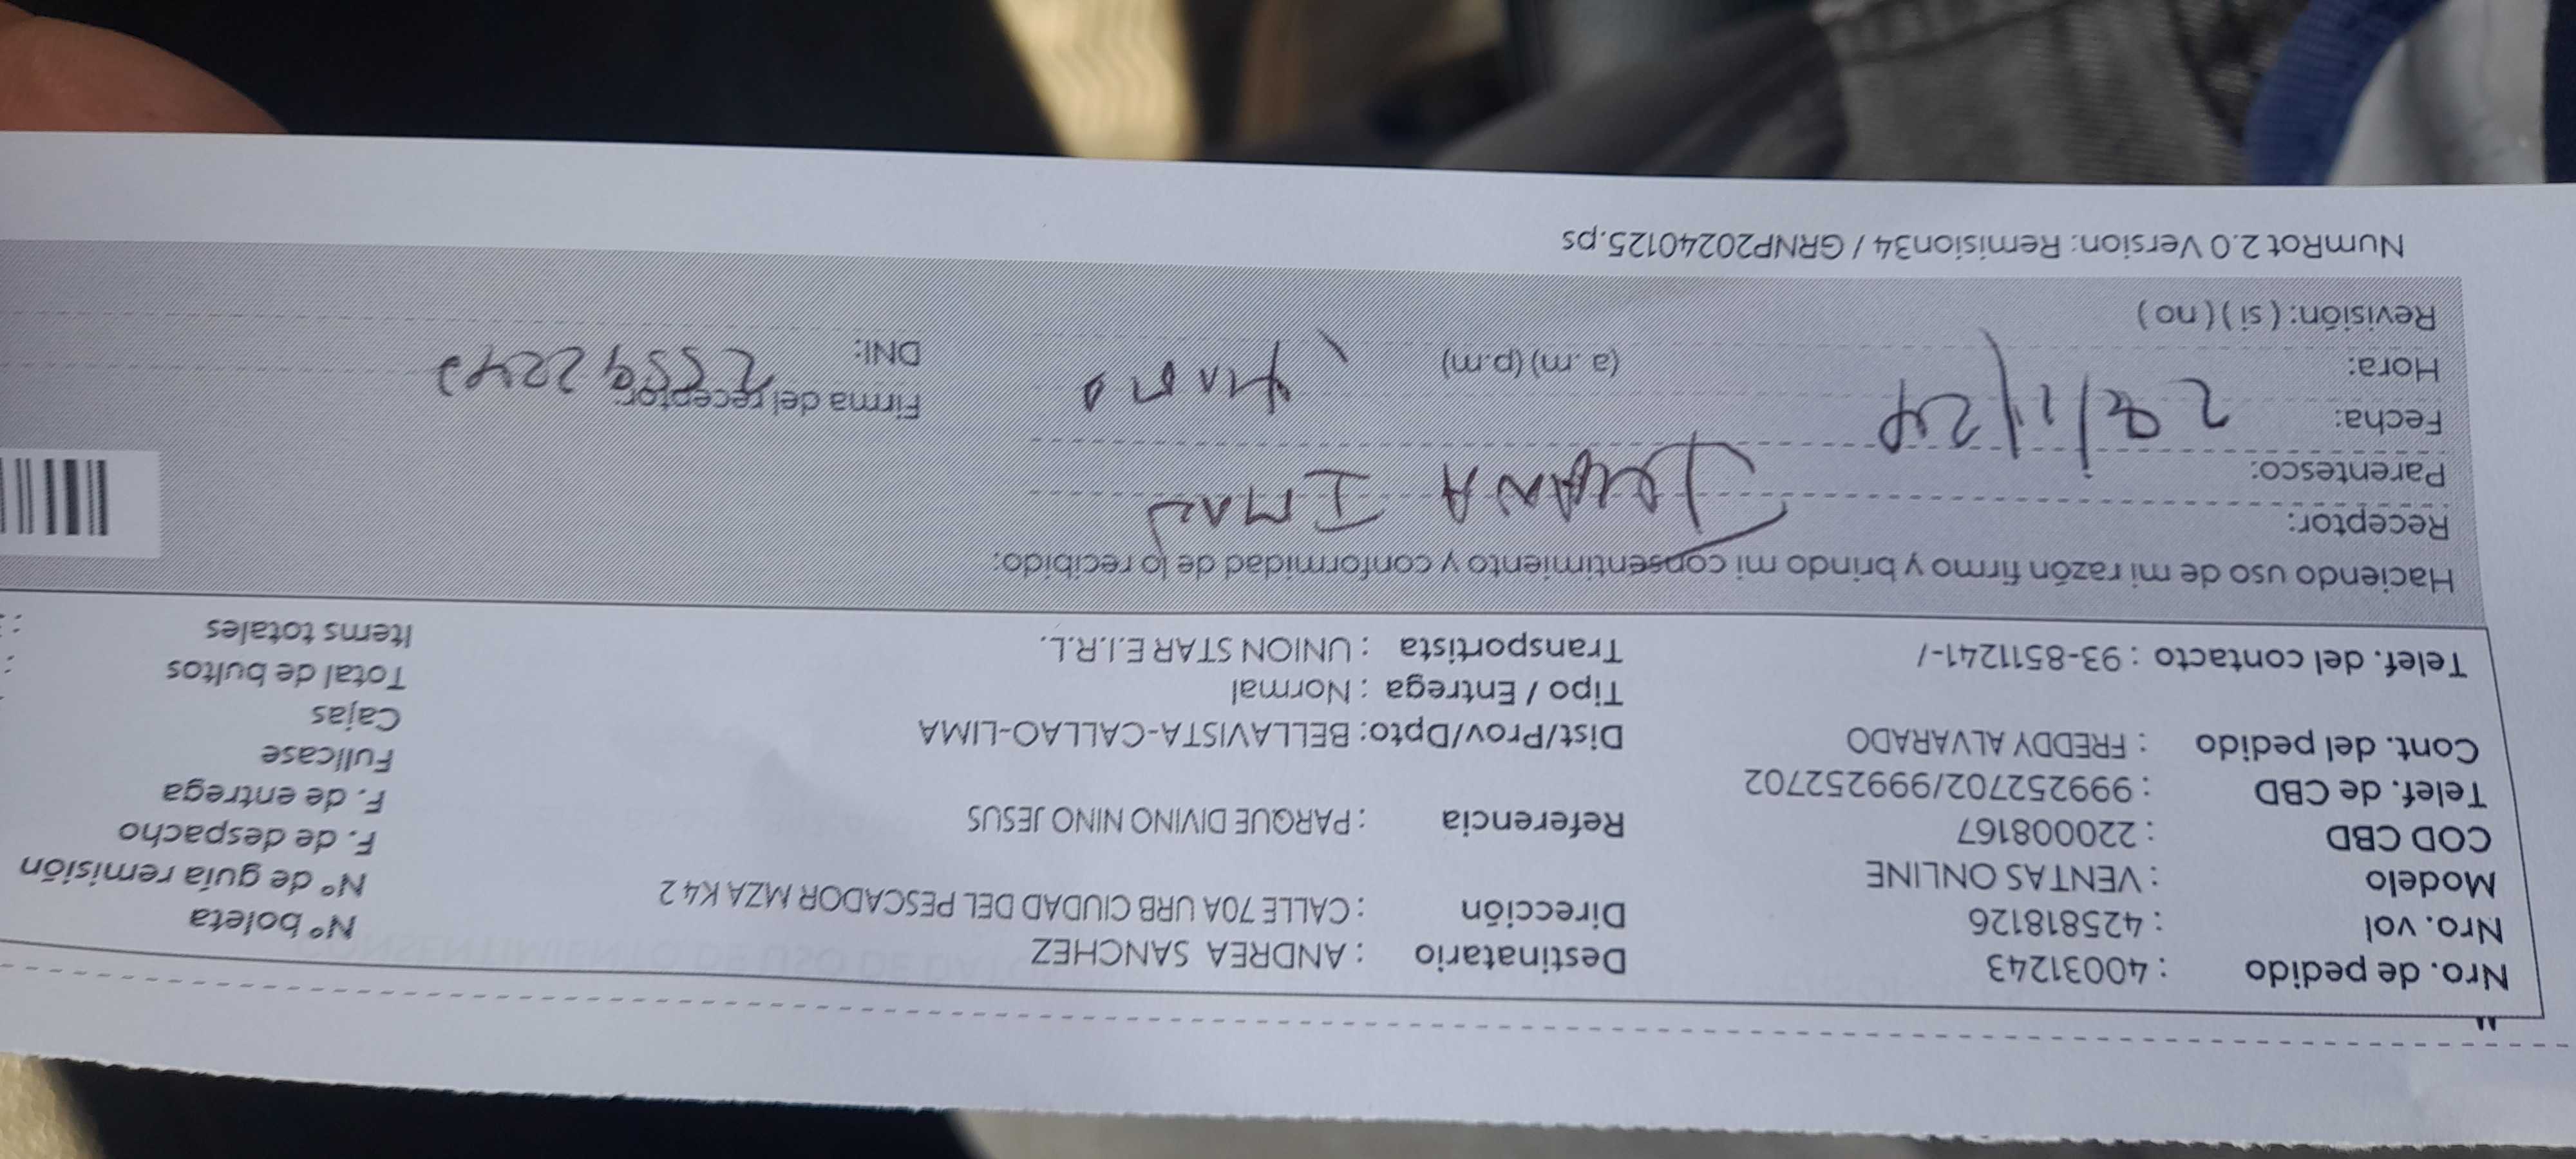 Nro. de pedido : 40031243
Nro. vol : 42581826
Modelo : VENTAS ONLINE
COD CBD : 220008167
Telef. de CBD : 999252702/999252702
Cont. del pedido : FREDDY ALVARADO
Telef. del contacto : 93-8511241-/
Destinatario : ANDREA SANCHEZ
Dirección : CALLE 70A URB CIUDAD DEL PESCADOR MZA K4 2
Referencia : PARQUE DIVINO NINO JESUS
Dist/Prov/Dpto: BELLAVISTA-CALLAO-LIMA
Tipo / Entrega : Normal
Transportista : UNION STAR E.I.R.L.
N° boleta
N° de guía remisión
F. de despacho
F. de entrega
Fullcase
Cajas
Total de bultos :
Items totales :
Haciendo uso de mi razón firmo y brindo mi consentimiento y conformidad de lo recibido:
Receptor:
Parentesco:
Fecha:
Hora: (a.m) (p.m)
Revisión: ( si ) ( no )
Firma del receptor:
DNI:
NumRot 2.0 Version: Remision34 / GRNP20240125.ps